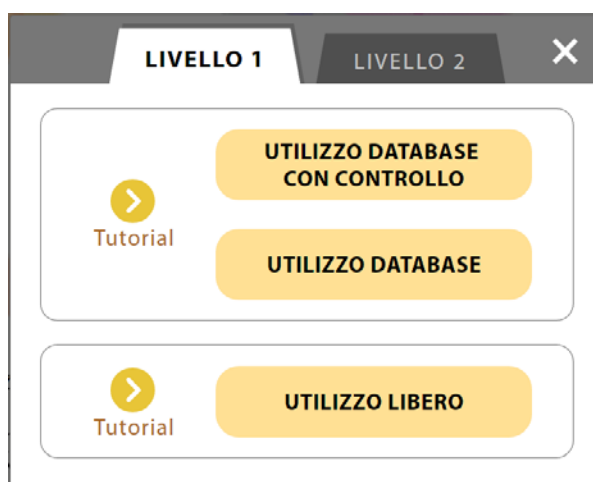 LIVELLO 1
LIVELLO 2
UTILIZZO DATABASE
CON CONTROLLO
Tutorial
UTILIZZO DATABASE
Tutorial
UTILIZZO LIBERO